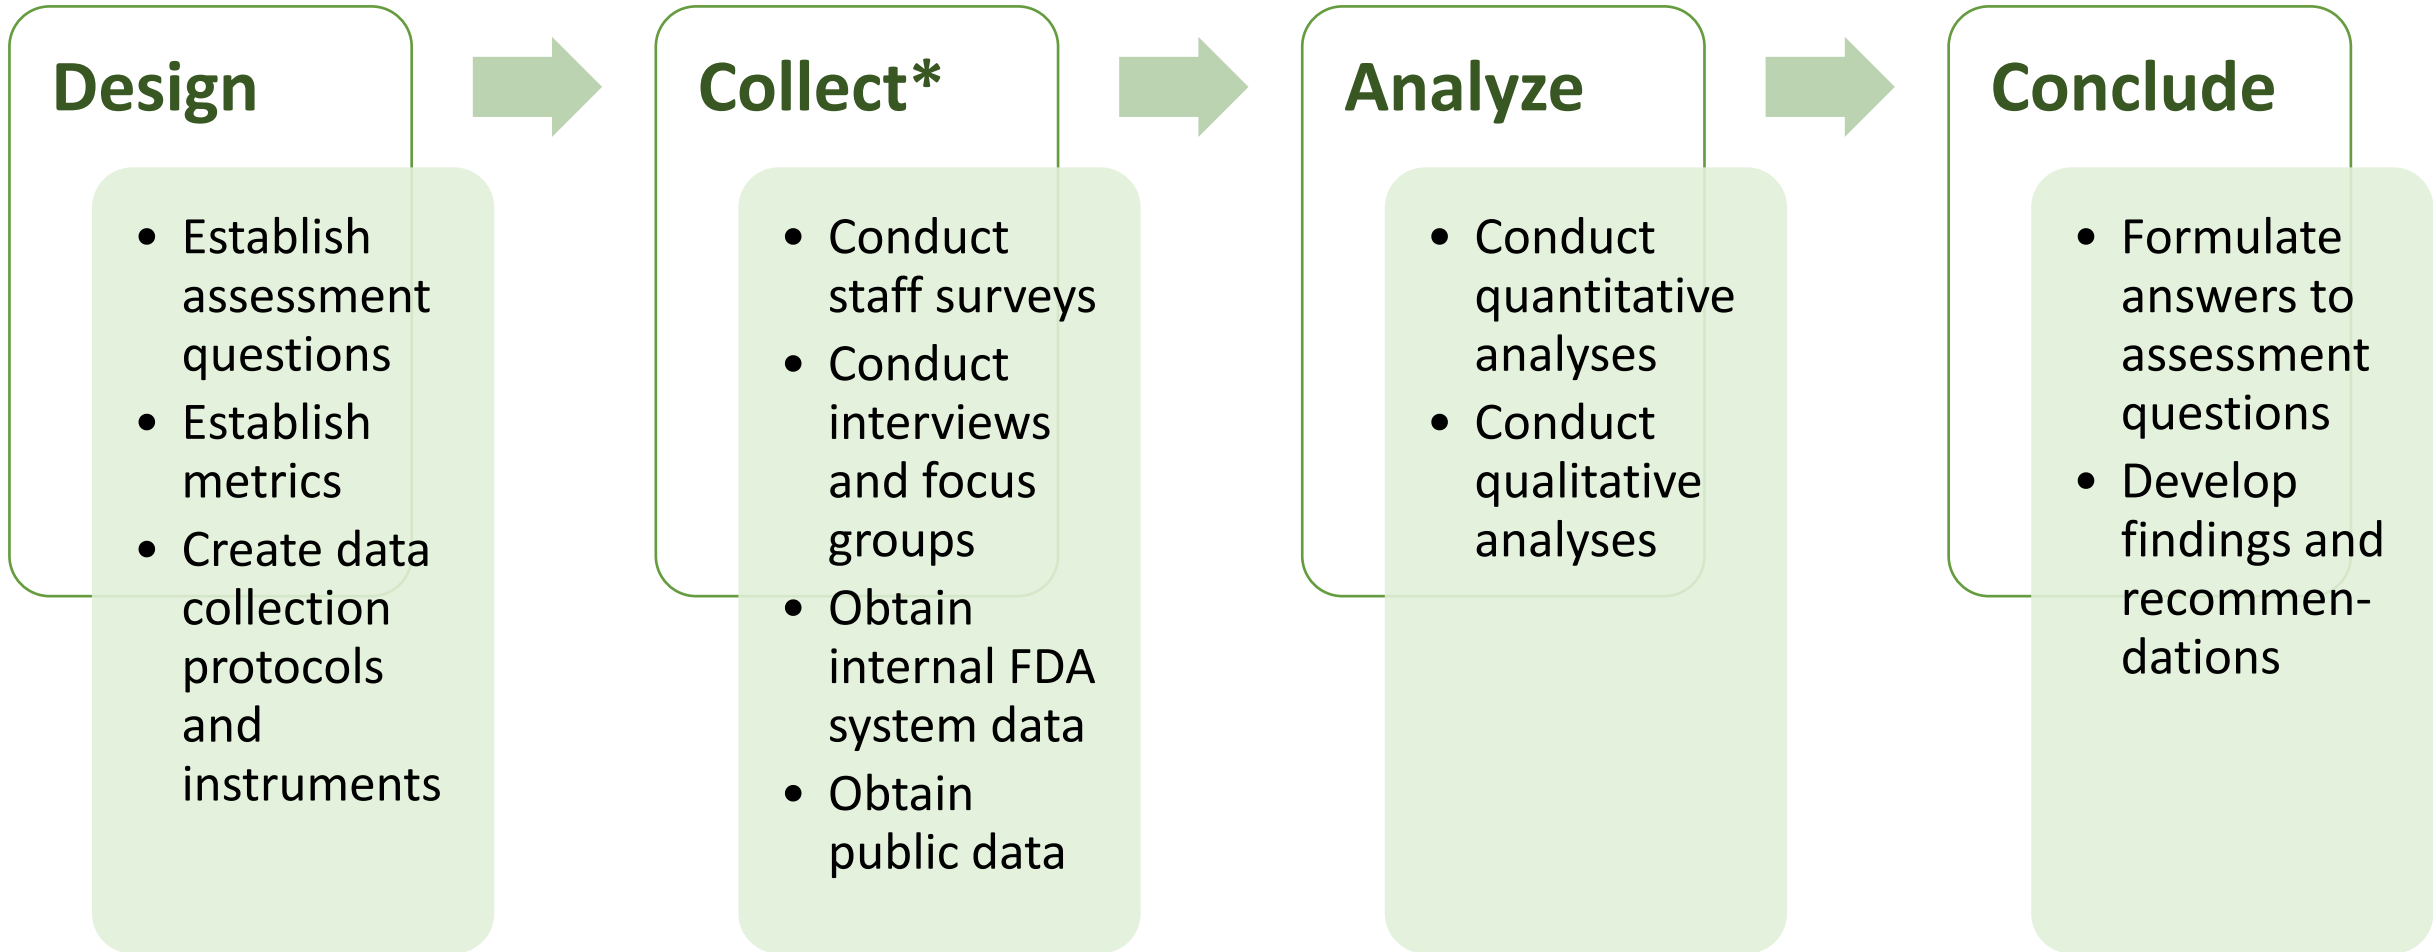 Design
• Establish
assessment
questions
• Establish
metrics
• Create data
collection
protocols
and
instruments
Collect*
• Conduct
staff surveys
• Conduct
interviews
and focus
groups
• Obtain
internal FDA
system data
• Obtain
public data
Analyze
• Conduct
quantitative
analyses
• Conduct
qualitative
analyses
Conclude
• Formulate
answers to
assessment
questions
• Develop
findings and
recommen-
dations